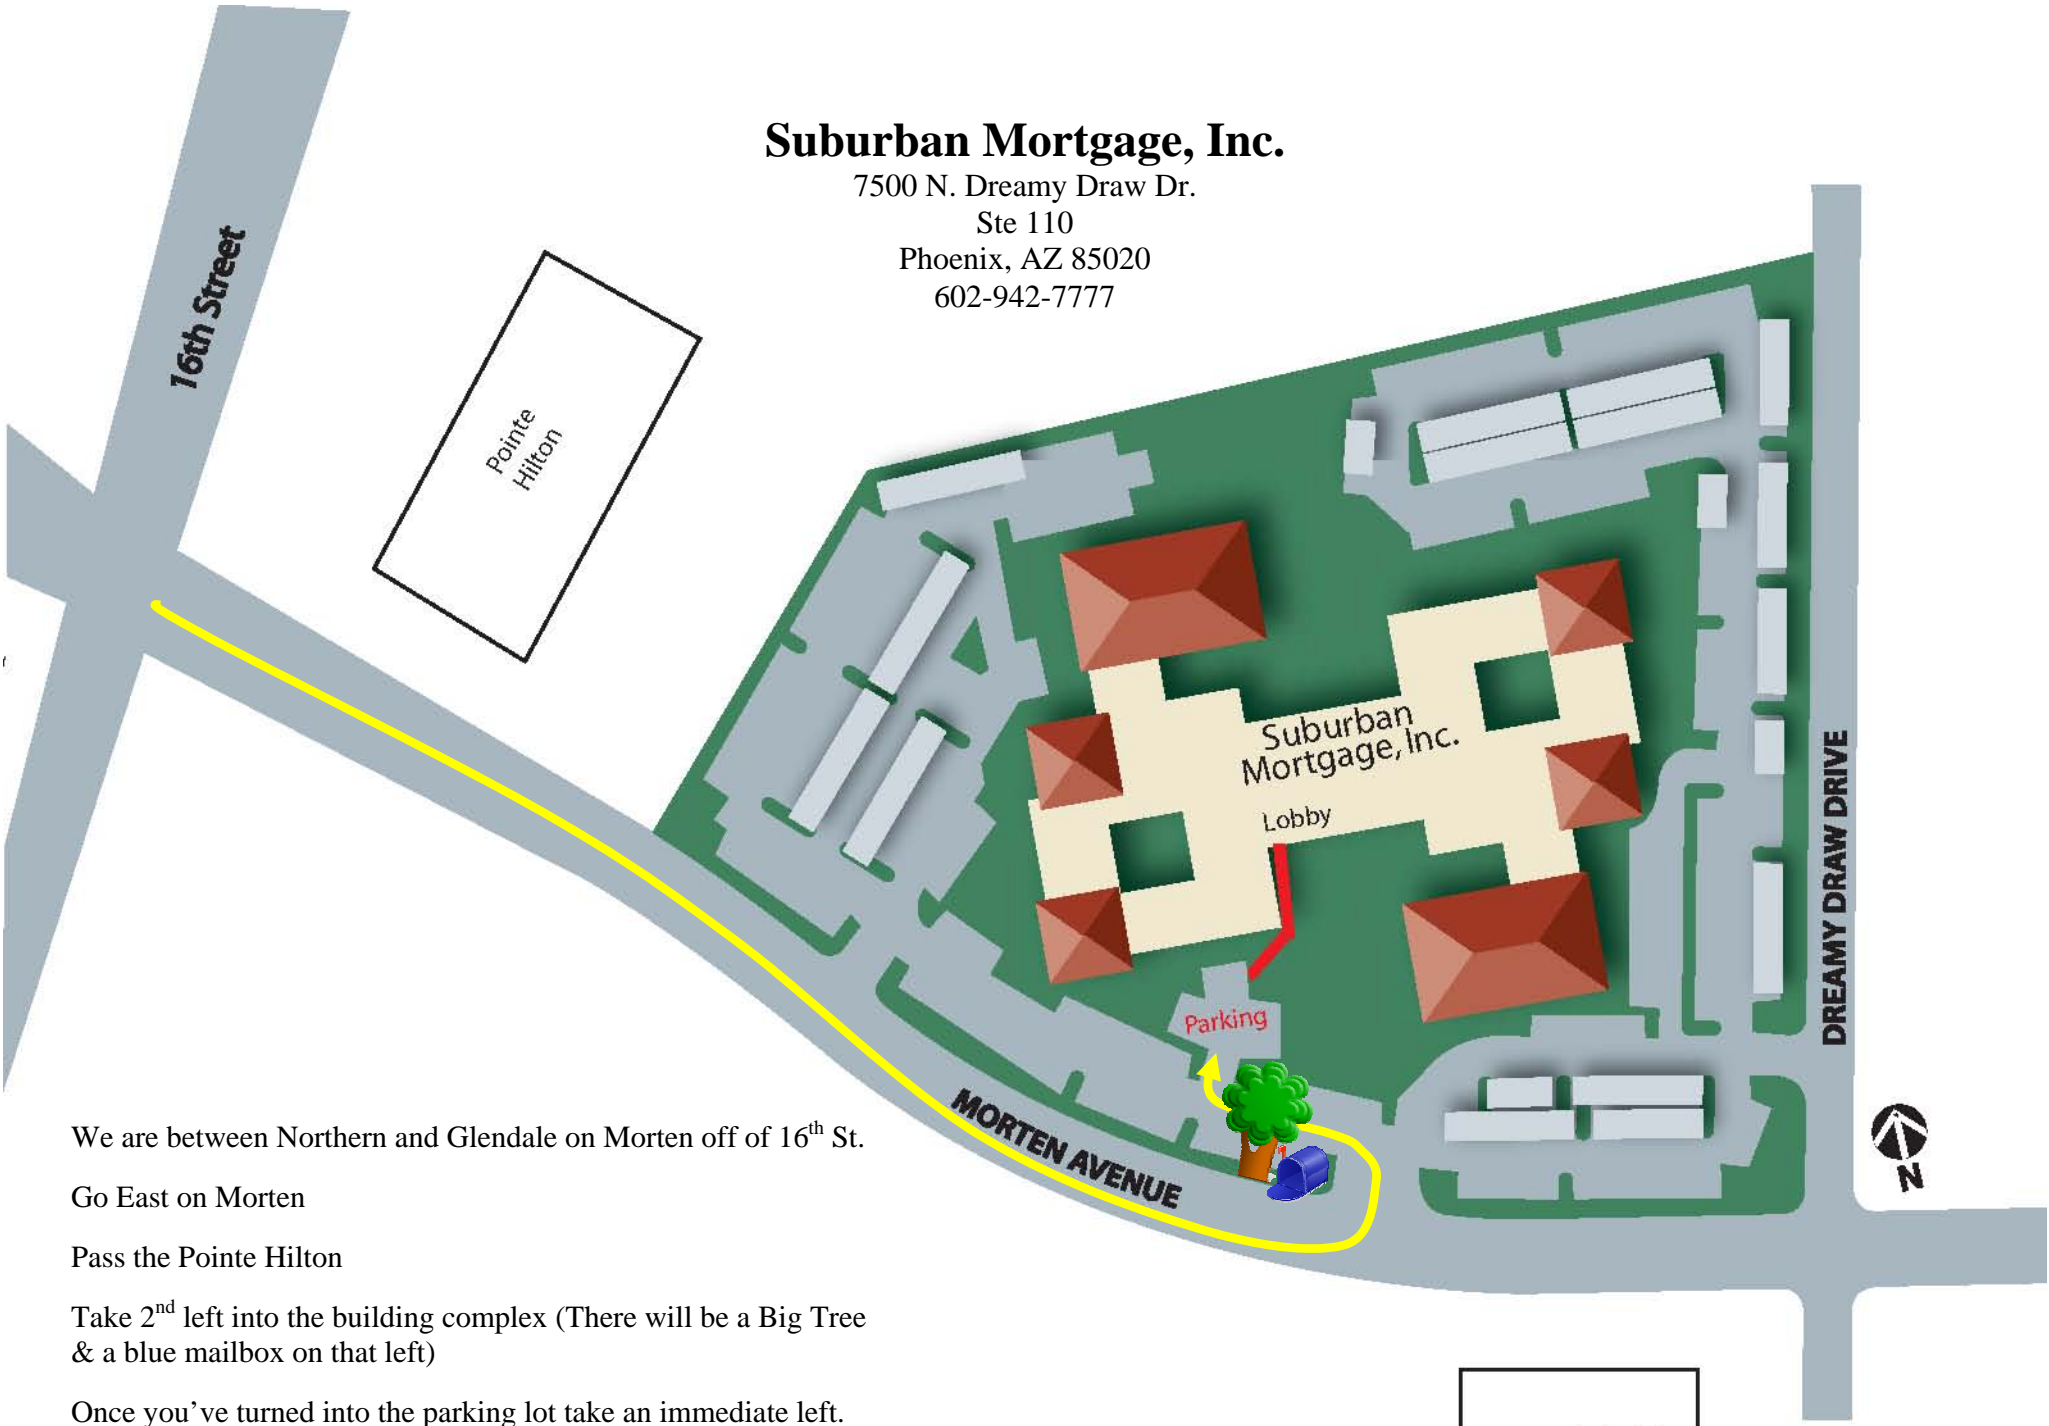 Suburban Mortgage, Inc.
7500 N. Dreamy Draw Dr.
Ste 110
Phoenix, AZ 85020
602-942-7777
16th Street
Pointe
Hilton
Suburban
Mortgage, Inc.
Lobby
Parking
DREAMY DRAW DRIVE
MORTEN AVENUE
N
We are between Northern and Glendale on Morten off of 16th St.
Go East on Morten
Pass the Pointe Hilton
Take 2nd left into the building complex (There will be a Big Tree
& a blue mailbox on that left)
Once you’ve turned into the parking lot take an immediate left.